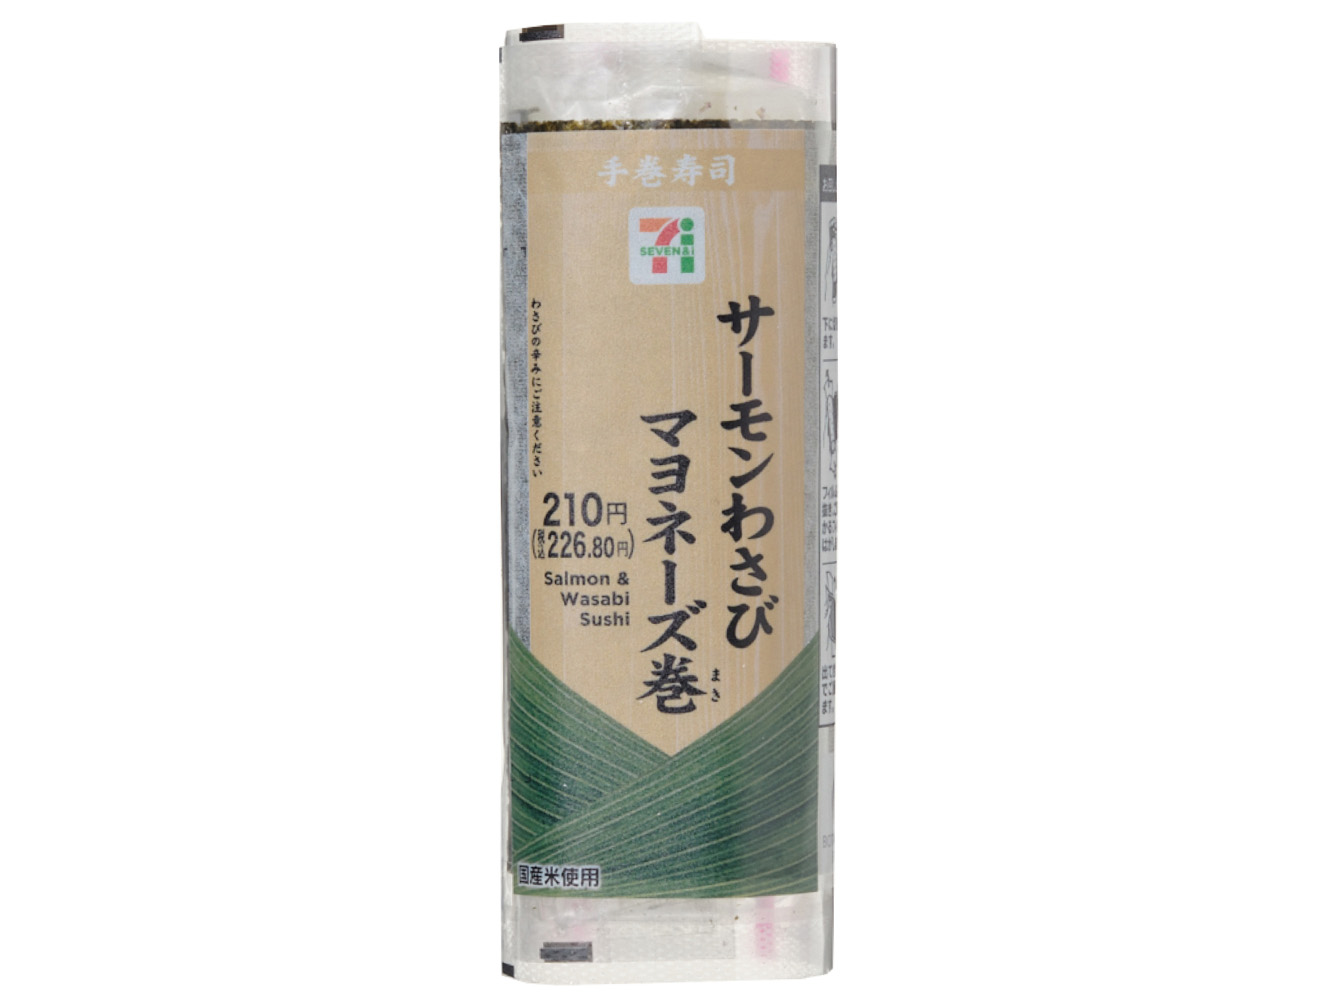 手巻寿司
SEVEN&i
サーモンわさび
マヨネーズ巻
まき
わさびの辛みにご注意ください
210円
(税込226.80円)
Salmon &
Wasabi
Sushi
国産米使用